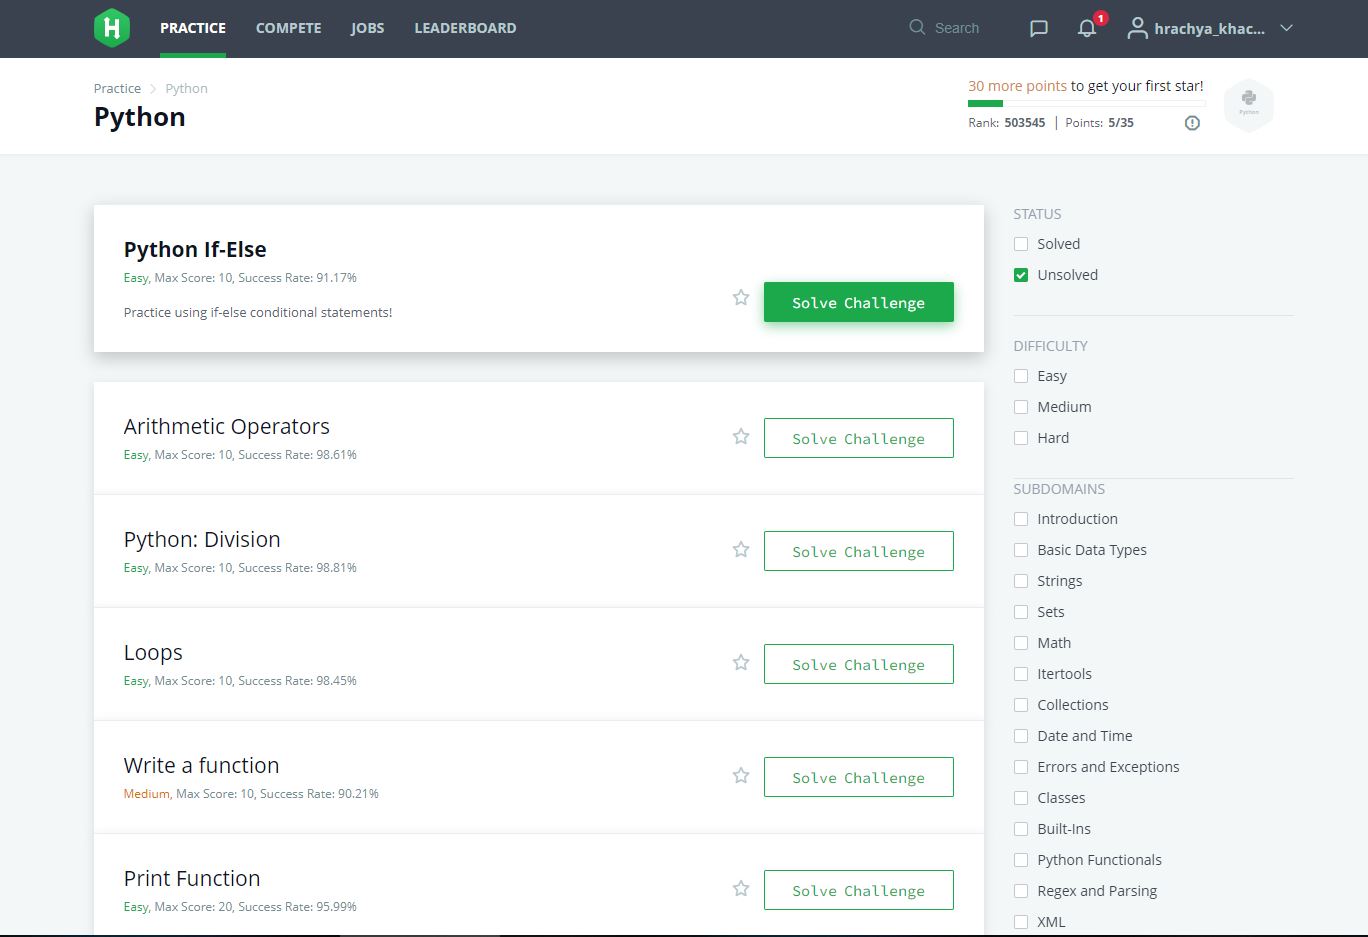 H PRACTICE COMPETE JOBS LEADERBOARD Search 1 hrachya_khac...
Practice Python
Python
30 more points to get your first star!
Rank: 503545 | Points: 5/35
Python
Python If-Else
Easy, Max Score: 10, Success Rate: 91.17%
Practice using if-else conditional statements!
Solve Challenge
Arithmetic Operators
Easy, Max Score: 10, Success Rate: 98.61%
Solve Challenge
Python: Division
Easy, Max Score: 10, Success Rate: 98.81%
Solve Challenge
Loops
Easy, Max Score: 10, Success Rate: 98.45%
Solve Challenge
Write a function
Medium, Max Score: 10, Success Rate: 90.21%
Solve Challenge
Print Function
Easy, Max Score: 20, Success Rate: 95.99%
Solve Challenge
STATUS
Solved
Unsolved
DIFFICULTY
Easy
Medium
Hard
SUBDOMAINS
Introduction
Basic Data Types
Strings
Sets
Math
Itertools
Collections
Date and Time
Errors and Exceptions
Classes
Built-Ins
Python Functionals
Regex and Parsing
XML